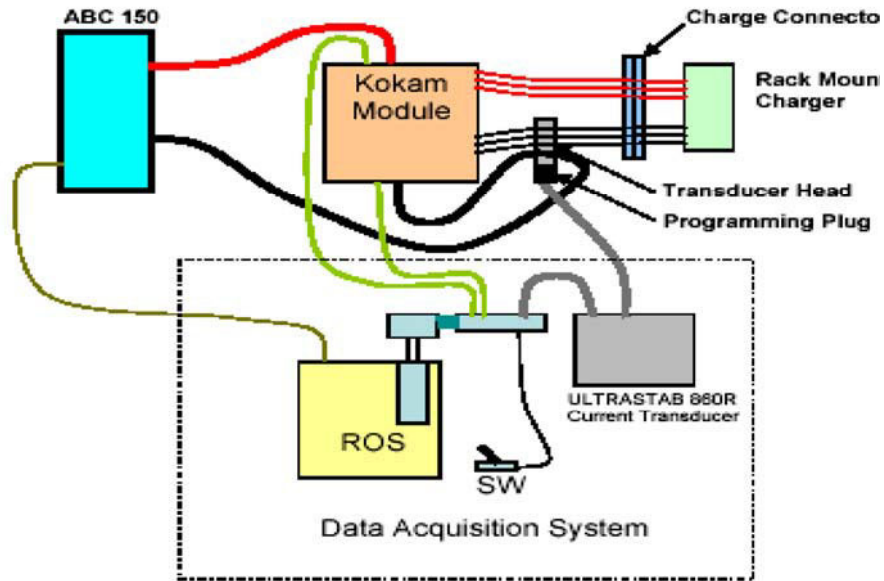 ABC 150
Charge Connecto
Kokam
Module
Rack Moun
Charger
Transducer Head
Programming Plug
ULTRASTAB 860R
Current Transducer
ROS
SW
Data Acquisition System